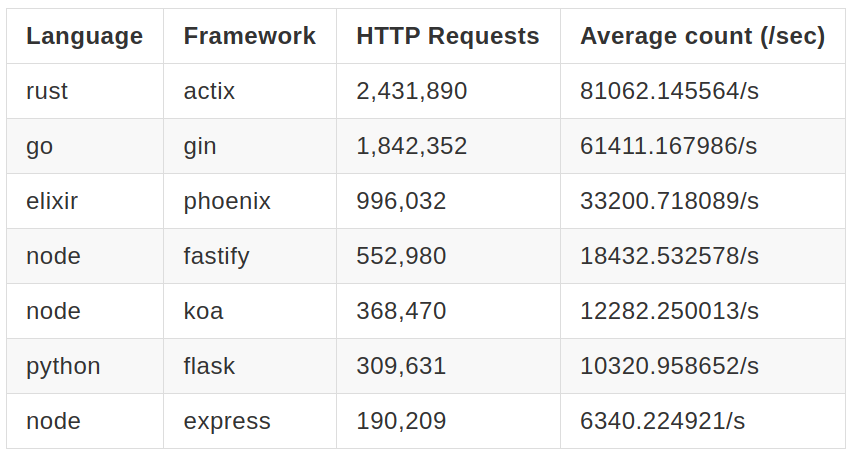 Language Framework HTTP Requests Average count (/sec)
rust actix 2,431,890 81062.145564/s
go gin 1,842,352 61411.167986/s
elixir phoenix 996,032 33200.718089/s
node fastify 552,980 18432.532578/s
node koa 368,470 12282.250013/s
python flask 309,631 10320.958652/s
node express 190,209 6340.224921/s